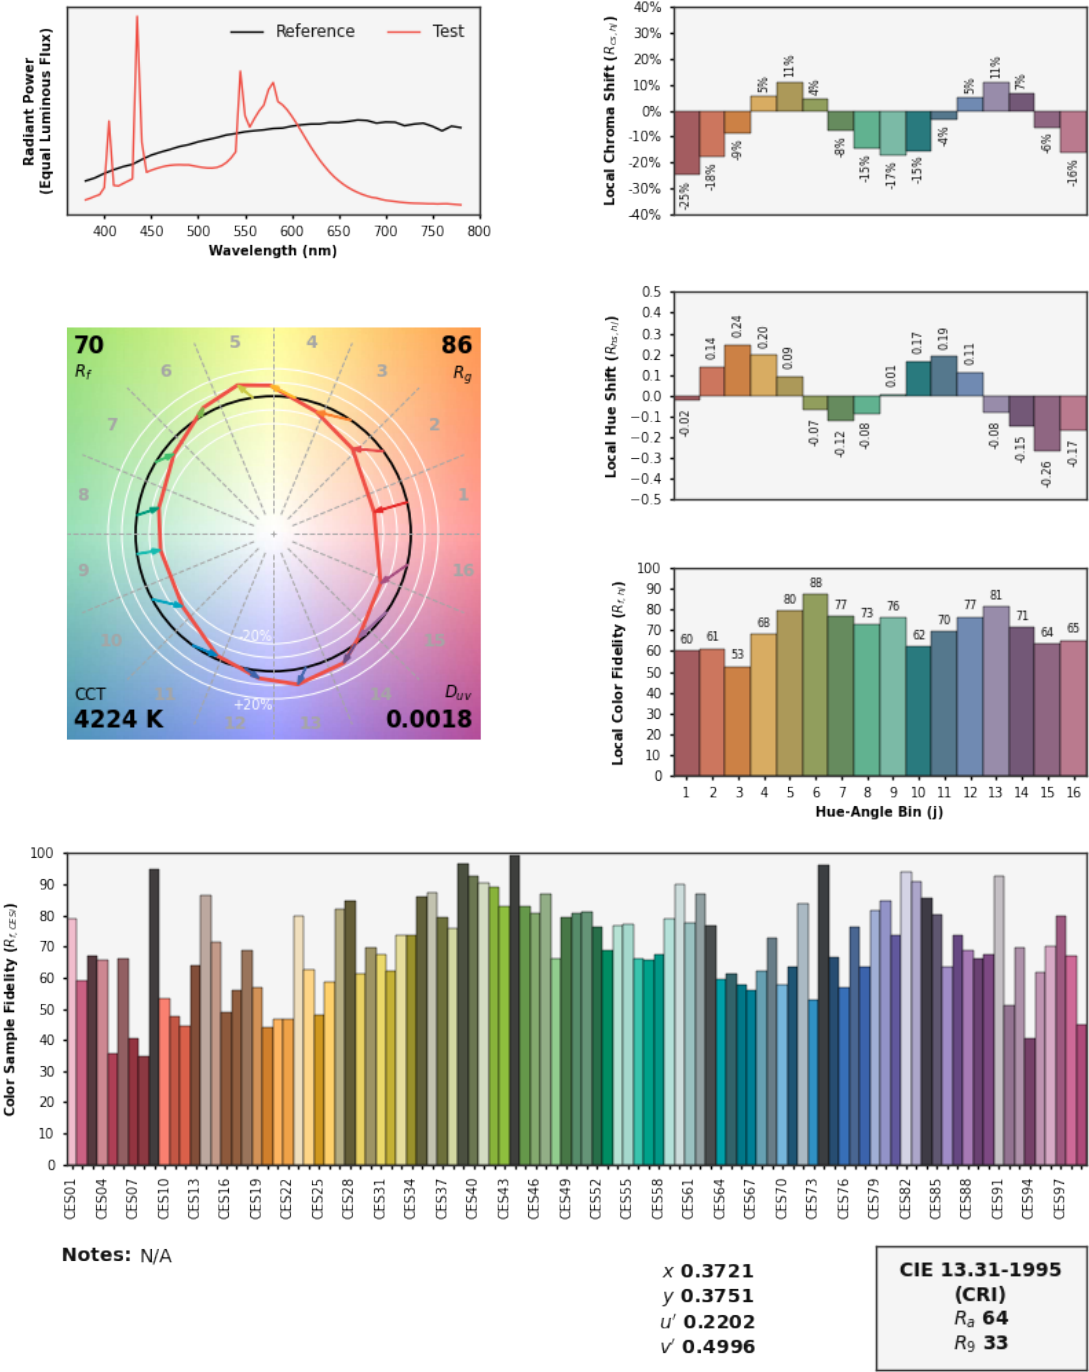 Radiant Power
(Equal Luminous Flux)
Reference
Test
400 450 500 550 600 650 700 750 800
Wavelength (nm)
Local Chroma Shift (Rcs,hj)
40%
30%
20%
10%
0%
-10%
-20%
-30%
-40%
-25% -18% -9% 5% 11% 4% -8% -15% -17% -15% -4% 5% 11% 7% -6% -16%
Local Hue Shift (Rhs,hj)
0.5
0.4
0.3
0.2
0.1
0.0
−0.1
−0.2
−0.3
−0.4
−0.5
-0.02 0.14 0.24 0.20 0.09 -0.07 -0.12 -0.08 0.01 0.17 0.19 0.11 -0.08 -0.15 -0.26 -0.17
70
Rf
86
Rg
5 4
6 3
7 2
8 1
9 16
10 15
11 14
12 13
-20%
+20%
CCT
4224 K
Duv
0.0018
Local Color Fidelity (Rf,hj)
100
90
80
70
60
50
40
30
20
10
0
60 61 53 68 80 88 77 73 76 62 70 77 81 71 64 65
1 2 3 4 5 6 7 8 9 10 11 12 13 14 15 16
Hue-Angle Bin (j)
Color Sample Fidelity (Rf,CESi)
100
90
80
70
60
50
40
30
20
10
0
CES01 CES04 CES07 CES10 CES13 CES16 CES19 CES22 CES25 CES28 CES31 CES34 CES37 CES40 CES43 CES46 CES49 CES52 CES55 CES58 CES61 CES64 CES67 CES70 CES73 CES76 CES79 CES82 CES85 CES88 CES91 CES94 CES97
Notes: N/A
x 0.3721
y 0.3751
u' 0.2202
v' 0.4996
CIE 13.31-1995
(CRI)
Ra 64
R9 33